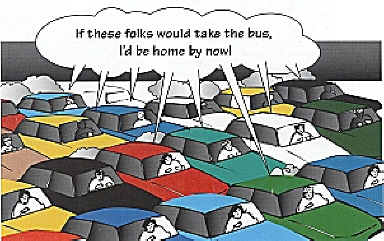 If these folks would take the bus,
I'd be home by now!